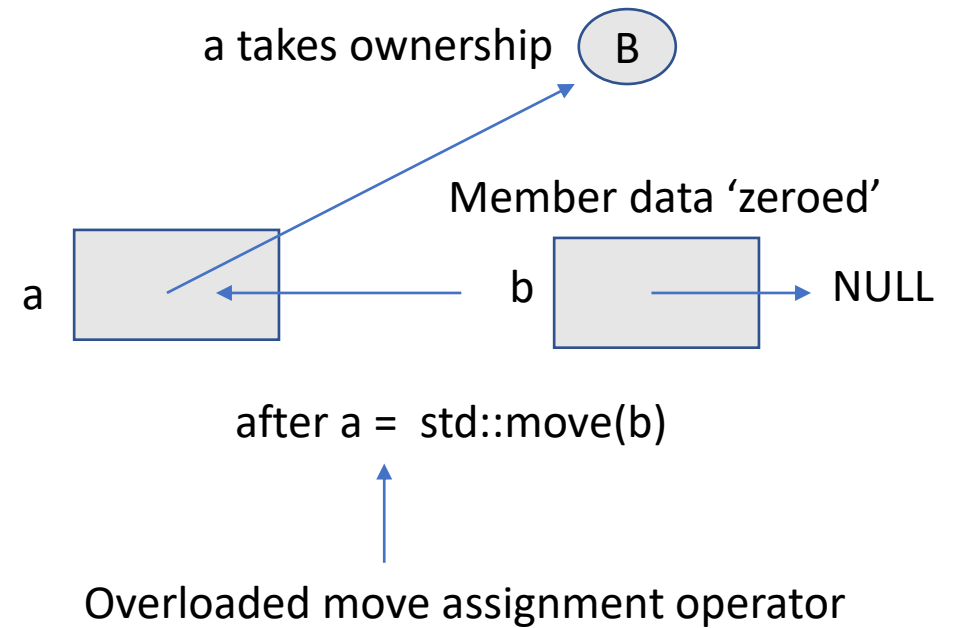 a takes ownership
B
Member data ‘zeroed’
a
b
NULL
after a =  std::move(b)
Overloaded move assignment operator